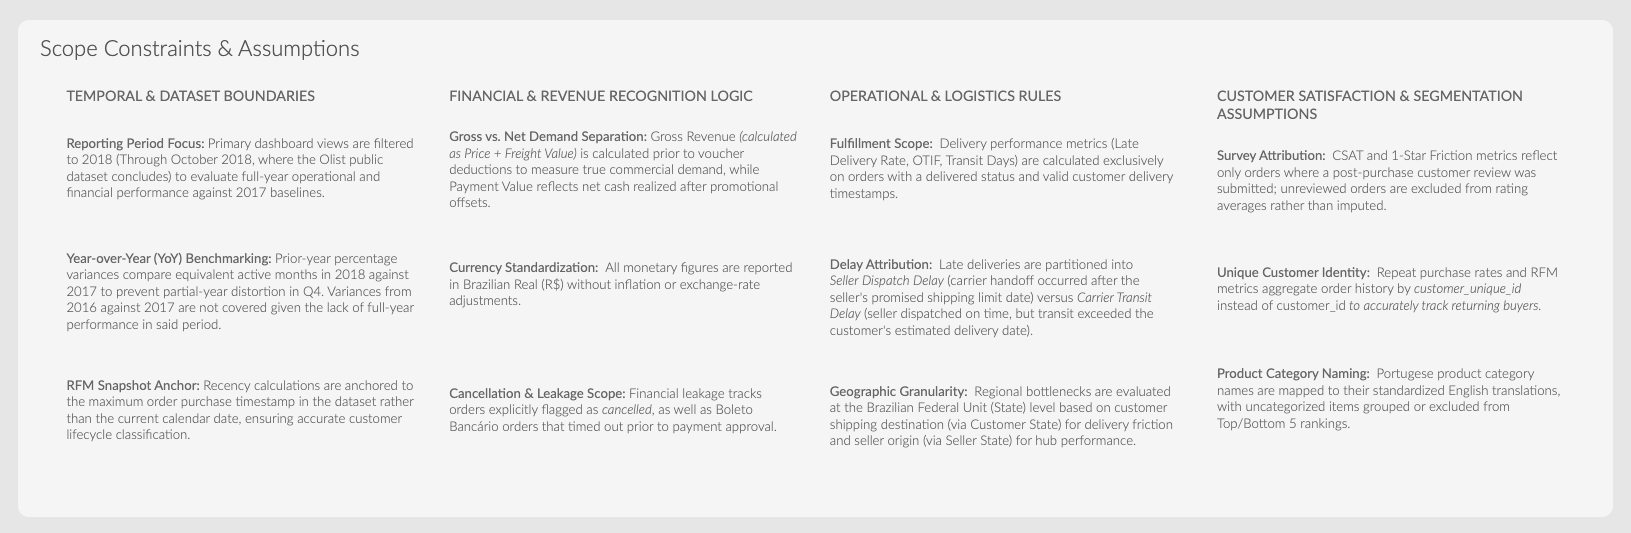 Scope Constraints & Assumptions
TEMPORAL & DATASET BOUNDARIES
Reporting Period Focus: Primary dashboard views are filtered
to 2018 (Through October 2018, where the Olist public
dataset concludes) to evaluate full-year operational and
financial performance against 2017 baselines.
Year-over-Year (YoY) Benchmarking: Prior-year percentage
variances compare equivalent active months in 2018 against
2017 to prevent partial-year distortion in Q4. Variances from
2016 against 2017 are not covered given the lack of full-year
performance in said period.
RFM Snapshot Anchor: Recency calculations are anchored to
the maximum order purchase timestamp in the dataset rather
than the current calendar date, ensuring accurate customer
lifecycle classification.
FINANCIAL & REVENUE RECOGNITION LOGIC
Gross vs. Net Demand Separation: Gross Revenue (calculated
as Price + Freight Value) is calculated prior to voucher
deductions to measure true commercial demand, while
Payment Value reflects net cash realized after promotional
offsets.
Currency Standardization: All monetary figures are reported
in Brazilian Real (R$) without inflation or exchange-rate
adjustments.
Cancellation & Leakage Scope: Financial leakage tracks
orders explicitly flagged as cancelled, as well as Boleto
Bancário orders that timed out prior to payment approval.
OPERATIONAL & LOGISTICS RULES
Fulfillment Scope: Delivery performance metrics (Late
Delivery Rate, OTIF, Transit Days) are calculated exclusively
on orders with a delivered status and valid customer delivery
timestamps.
Delay Attribution: Late deliveries are partitioned into
Seller Dispatch Delay (carrier handoff occurred after the
seller's promised shipping limit date) versus Carrier Transit
Delay (seller dispatched on time, but transit exceeded the
customer's estimated delivery date).
Geographic Granularity: Regional bottlenecks are evaluated
at the Brazilian Federal Unit (State) level based on customer
shipping destination (via Customer State) for delivery friction
and seller origin (via Seller State) for hub performance.
CUSTOMER SATISFACTION & SEGMENTATION
ASSUMPTIONS
Survey Attribution: CSAT and 1-Star Friction metrics reflect
only orders where a post-purchase customer review was
submitted; unreviewed orders are excluded from rating
averages rather than imputed.
Unique Customer Identity: Repeat purchase rates and RFM
metrics aggregate order history by customer_unique_id
instead of customer_id to accurately track returning buyers.
Product Category Naming: Portugese product category
names are mapped to their standardized English translations,
with uncategorized items grouped or excluded from
Top/Bottom 5 rankings.